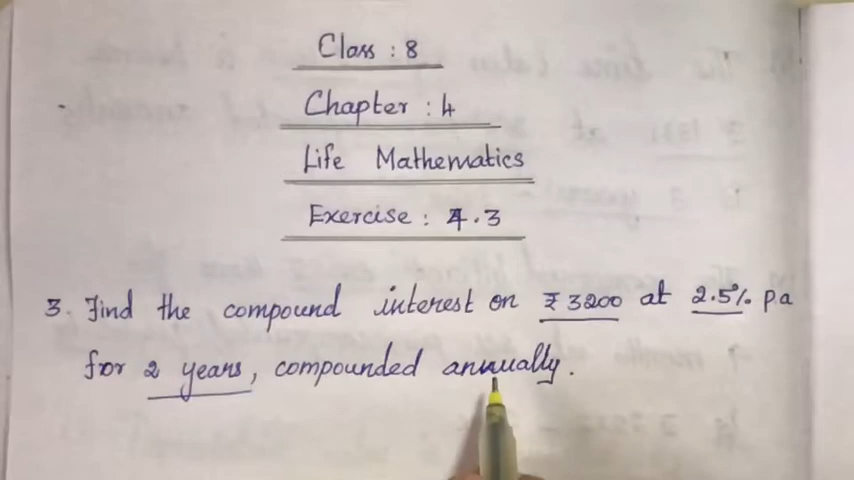 Class : 8
Chapter : 4
Life Mathematics
Exercise : 4.3
3. Find the compound interest on ₹ 3200 at 2.5% pa
for 2 years, compounded annually.